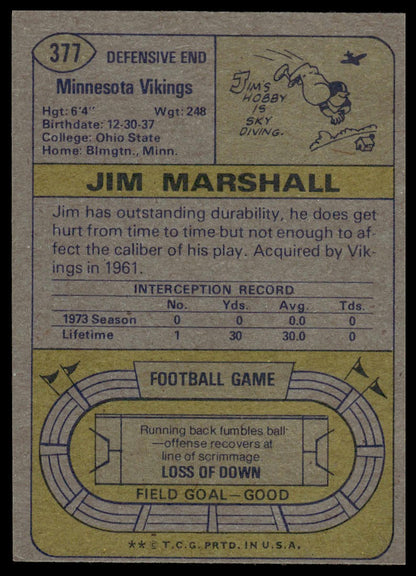 377 DEFENSIVE END
Minnesota Vikings
Hgt: 6'4" Wgt: 248
Birthdate: 12-30-37
College: Ohio State
Home: Blmgtn., Minn.
JIM'S
HOBBY
IS
SKY
DIVING.
JIM MARSHALL
Jim has outstanding durability, he does get
hurt from time to time but not enough to af-
fect the caliber of his play. Acquired by Vik-
ings in 1961.
INTERCEPTION RECORD
No. Yds. Avg. Tds.
1973 Season 0 0 0.0 0
Lifetime 1 30 30.0 0
FOOTBALL GAME
Running back fumbles ball
—offense recovers at
line of scrimmage
LOSS OF DOWN
FIELD GOAL—GOOD
** © T.C.G. PRTD. IN U.S.A.